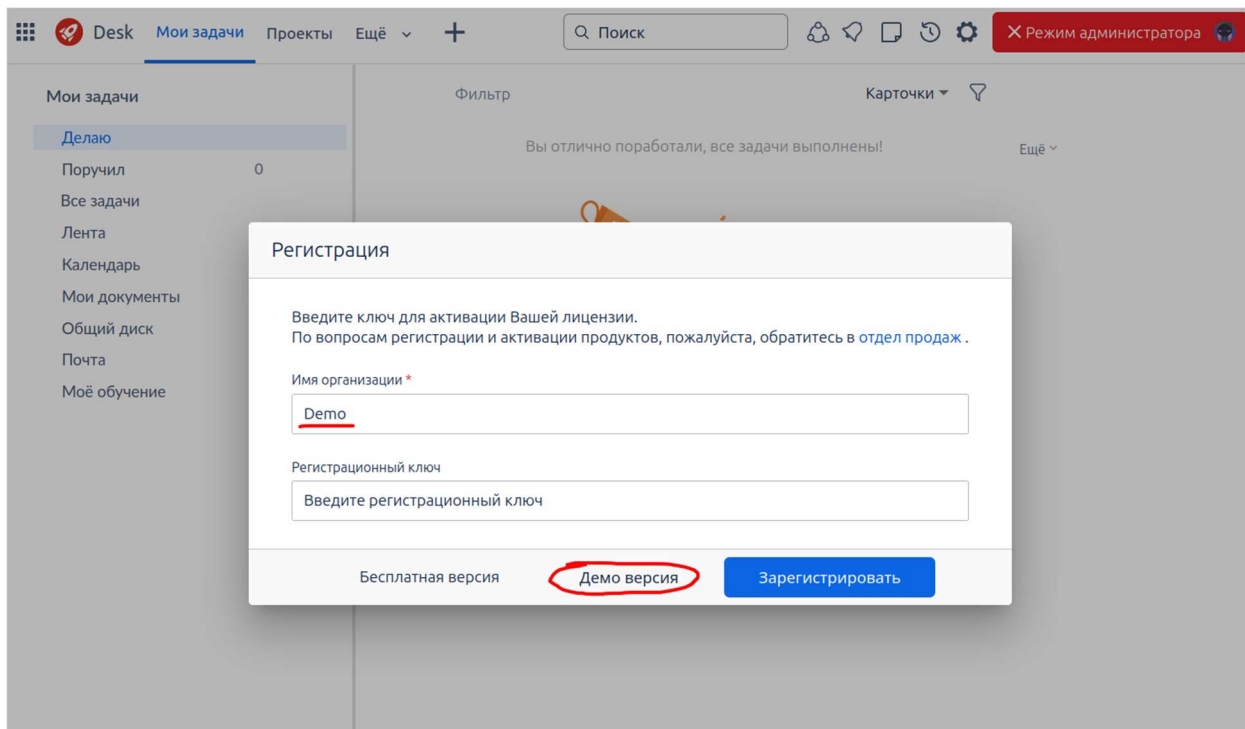 Desk Мои задачи Проекты Ещё Поиск Режим администратора
Мои задачи
Фильтр
Карточки
Делаю
Вы отлично поработали, все задачи выполнены!
Ещё
Поручил 0
Все задачи
Лента
Календарь
Мои документы
Общий диск
Почта
Моё обучение
Регистрация
Введите ключ для активации Вашей лицензии.
По вопросам регистрации и активации продуктов, пожалуйста, обратитесь в отдел продаж .
Имя организации *
Demo
Регистрационный ключ
Введите регистрационный ключ
Бесплатная версия Демо версия Зарегистрировать